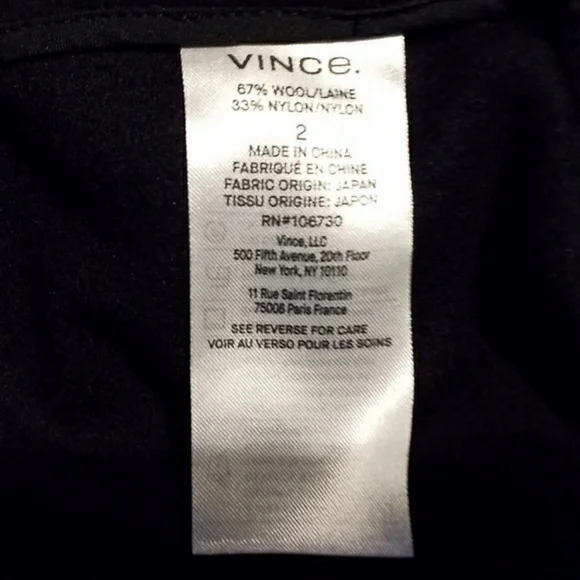 VINCe.
67% WOOL/LAINE
33% NYLON/NYLON
2
MADE IN CHINA
FABRIQUÉ EN CHINE
FABRIC ORIGIN: JAPAN
TISSU ORIGINE: JAPON
RN#106730
Vince, LLC
500 Fifth Avenue, 20th Floor
New York, NY 10110
11 Rue Saint Florentin
75008 Paris France
SEE REVERSE FOR CARE
VOIR AU VERSO POUR LES SOINS